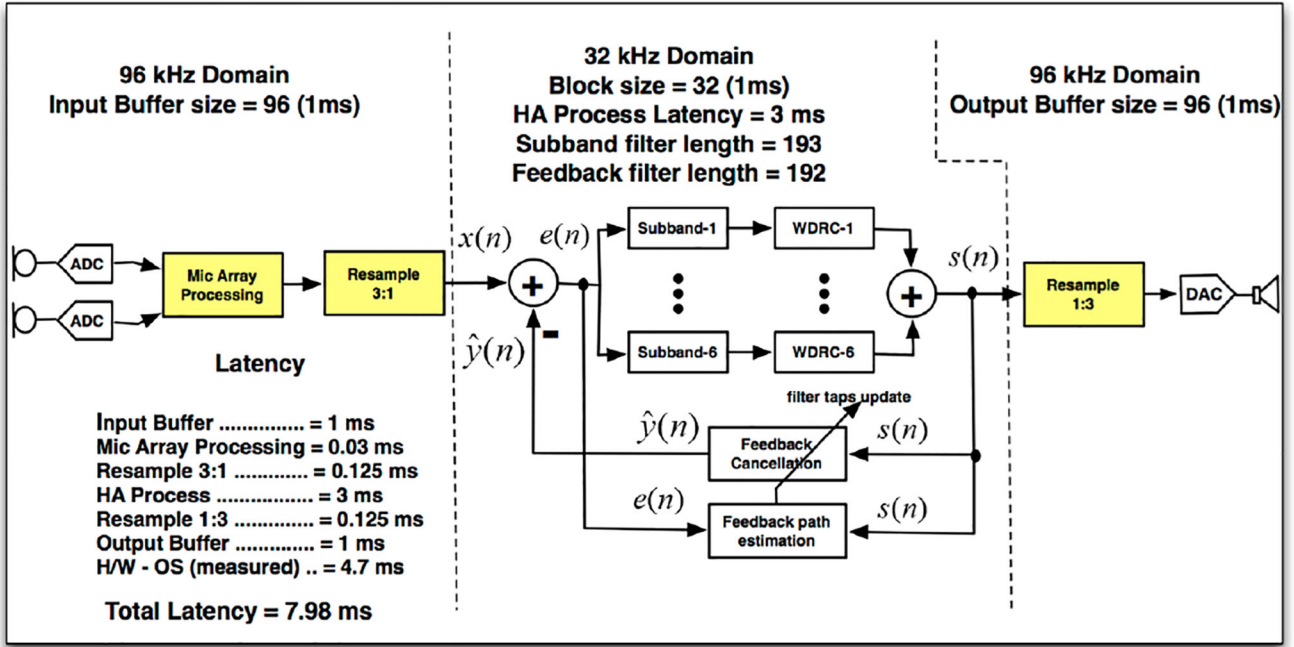 96 kHz Domain
Input Buffer size = 96 (1ms)
32 kHz Domain
Block size = 32 (1ms)
HA Process Latency = 3 ms
Subband filter length = 193
Feedback filter length = 192
96 kHz Domain
Output Buffer size = 96 (1ms)
ADC
ADC
Mic Array
Processing
Resample
3:1
x(n)
e(n)
+
-
ŷ(n)
Subband-1
WDRC-1
Subband-6
WDRC-6
+
s(n)
Resample
1:3
DAC
filter taps update
ŷ(n)
Feedback
Cancellation
s(n)
e(n)
Feedback path
estimation
s(n)
Latency
Input Buffer ............... = 1 ms
Mic Array Processing = 0.03 ms
Resample 3:1 ............. = 0.125 ms
HA Process ................. = 3 ms
Resample 1:3 ............. = 0.125 ms
Output Buffer .............. = 1 ms
H/W - OS (measured) .. = 4.7 ms
Total Latency = 7.98 ms